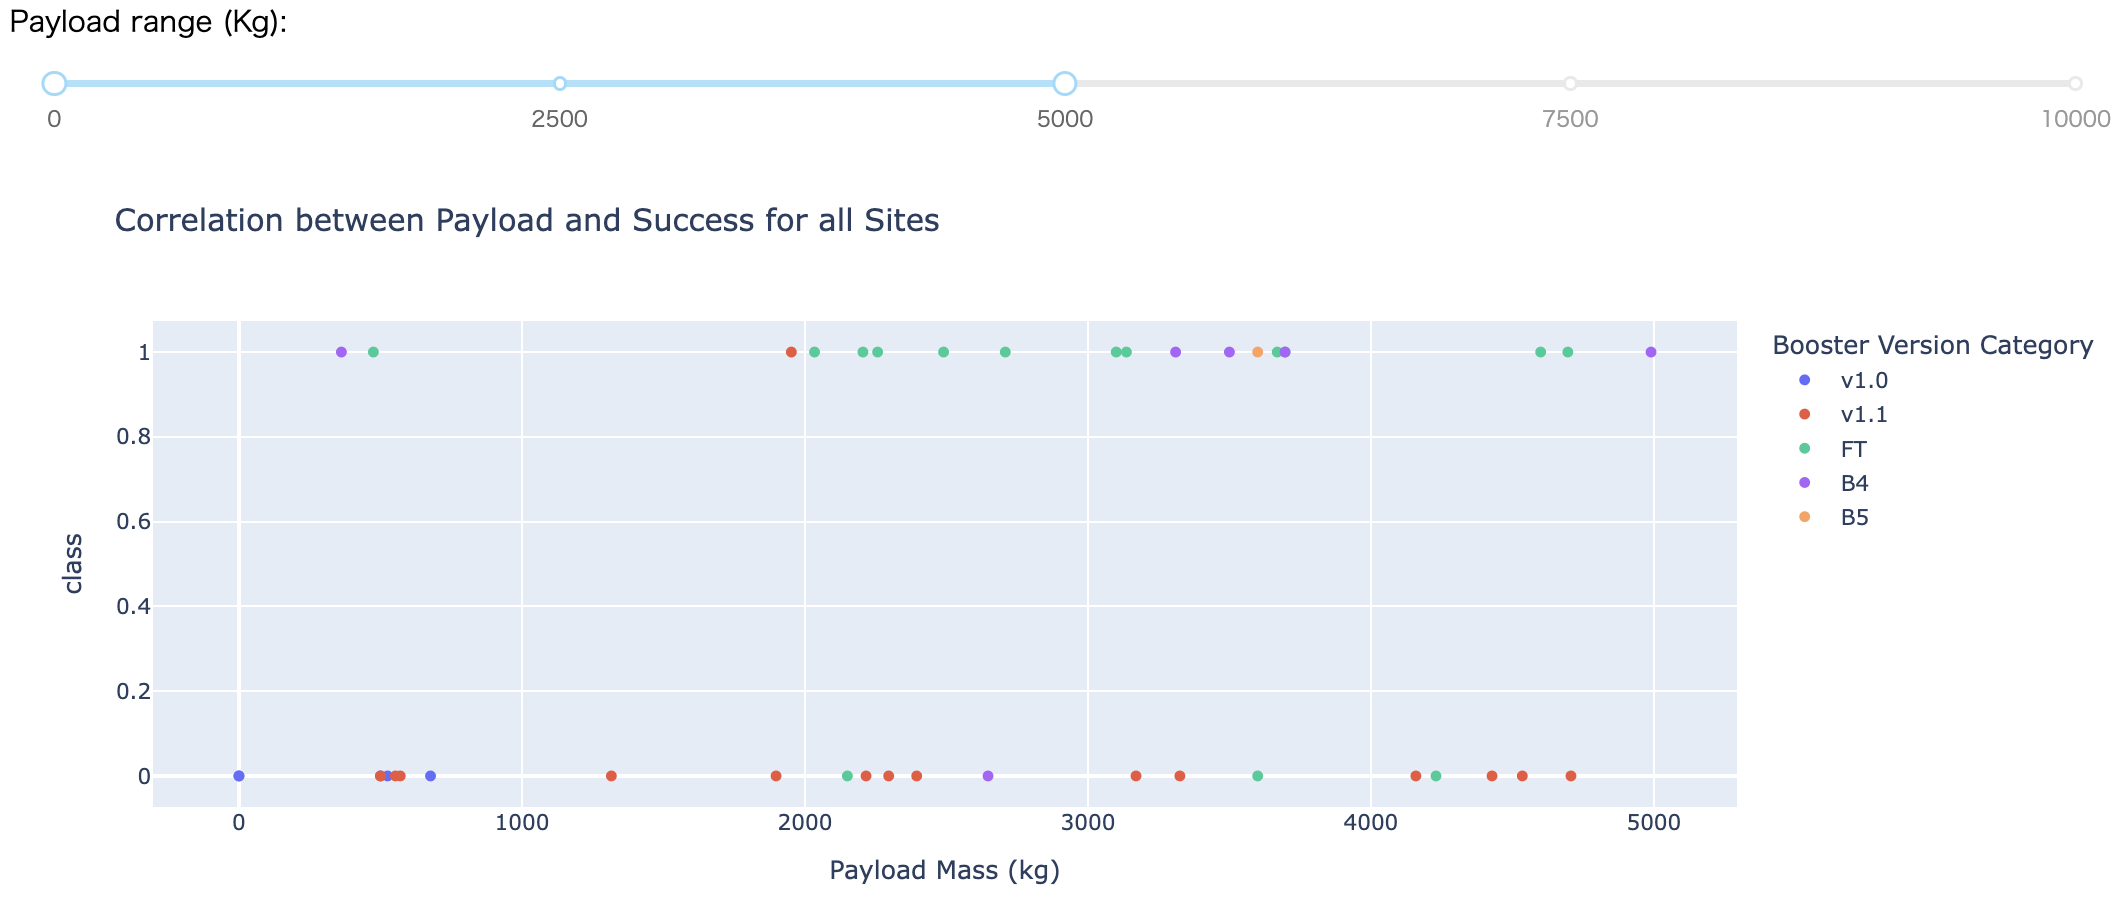 Payload range (Kg):
0 2500 5000 7500 10000
Correlation between Payload and Success for all Sites
1
0.8
0.6
0.4
0.2
0
class
0 1000 2000 3000 4000 5000
Payload Mass (kg)
Booster Version Category
v1.0
v1.1
FT
B4
B5